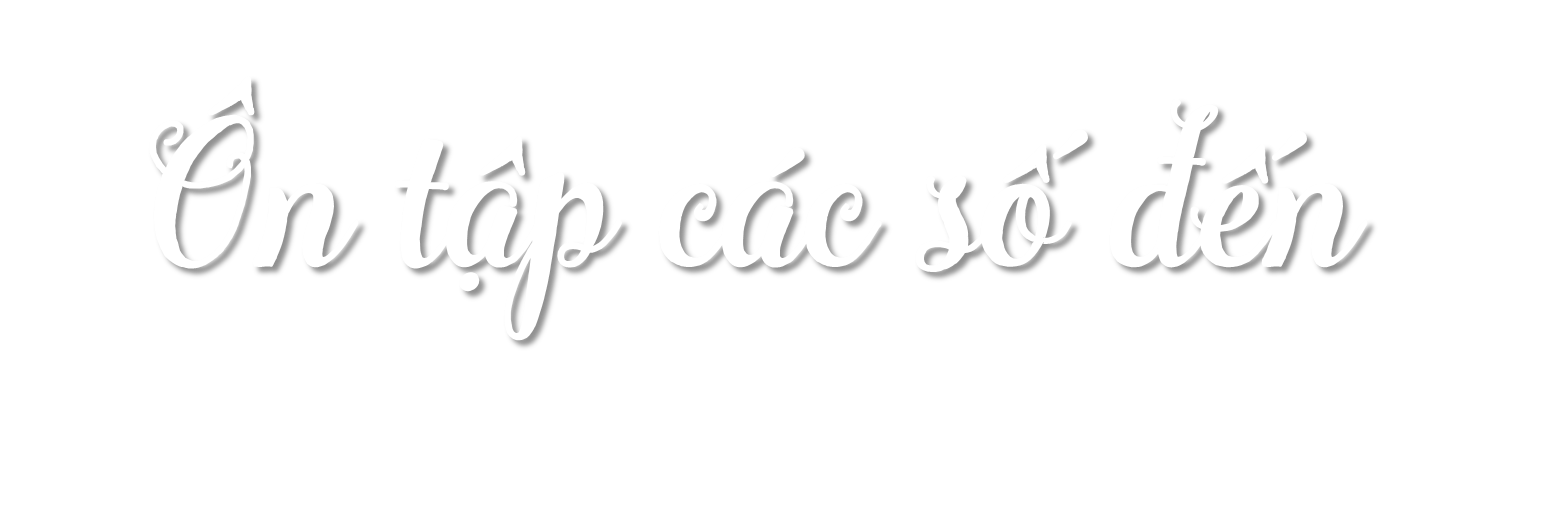 Ôn tập các số đến